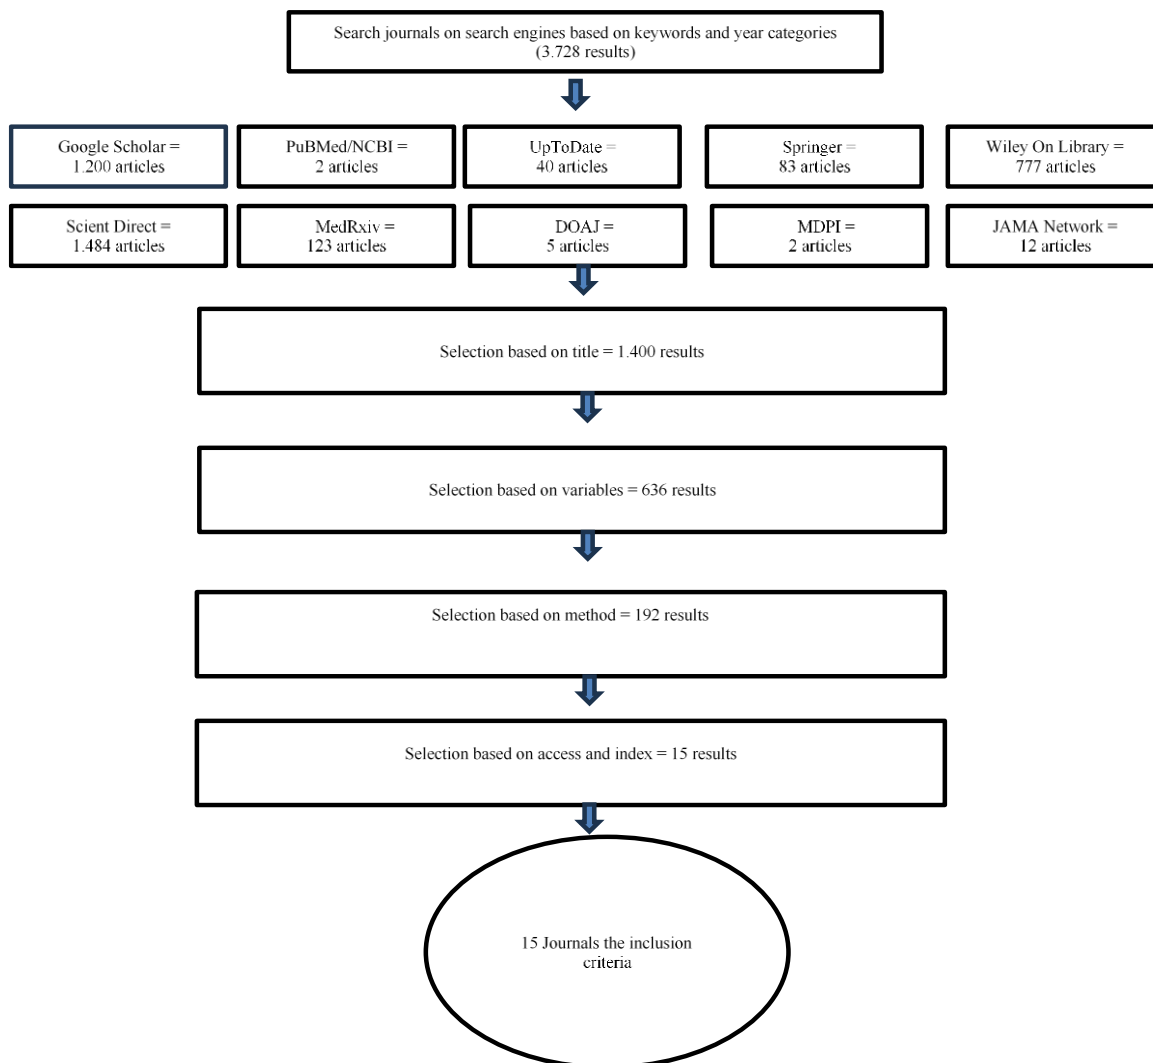 Search journals on search engines based on keywords and year categories
(3.728 results)
Google Scholar =
1.200 articles
PuBMed/NCBI =
2 articles
UpToDate =
40 articles
Springer =
83 articles
Wiley On Library =
777 articles
Scient Direct =
1.484 articles
MedRxiv =
123 articles
DOAJ =
5 articles
MDPI =
2 articles
JAMA Network =
12 articles
Selection based on title = 1.400 results
Selection based on variables = 636 results
Selection based on method = 192 results
Selection based on access and index = 15 results
15 Journals the inclusion
criteria